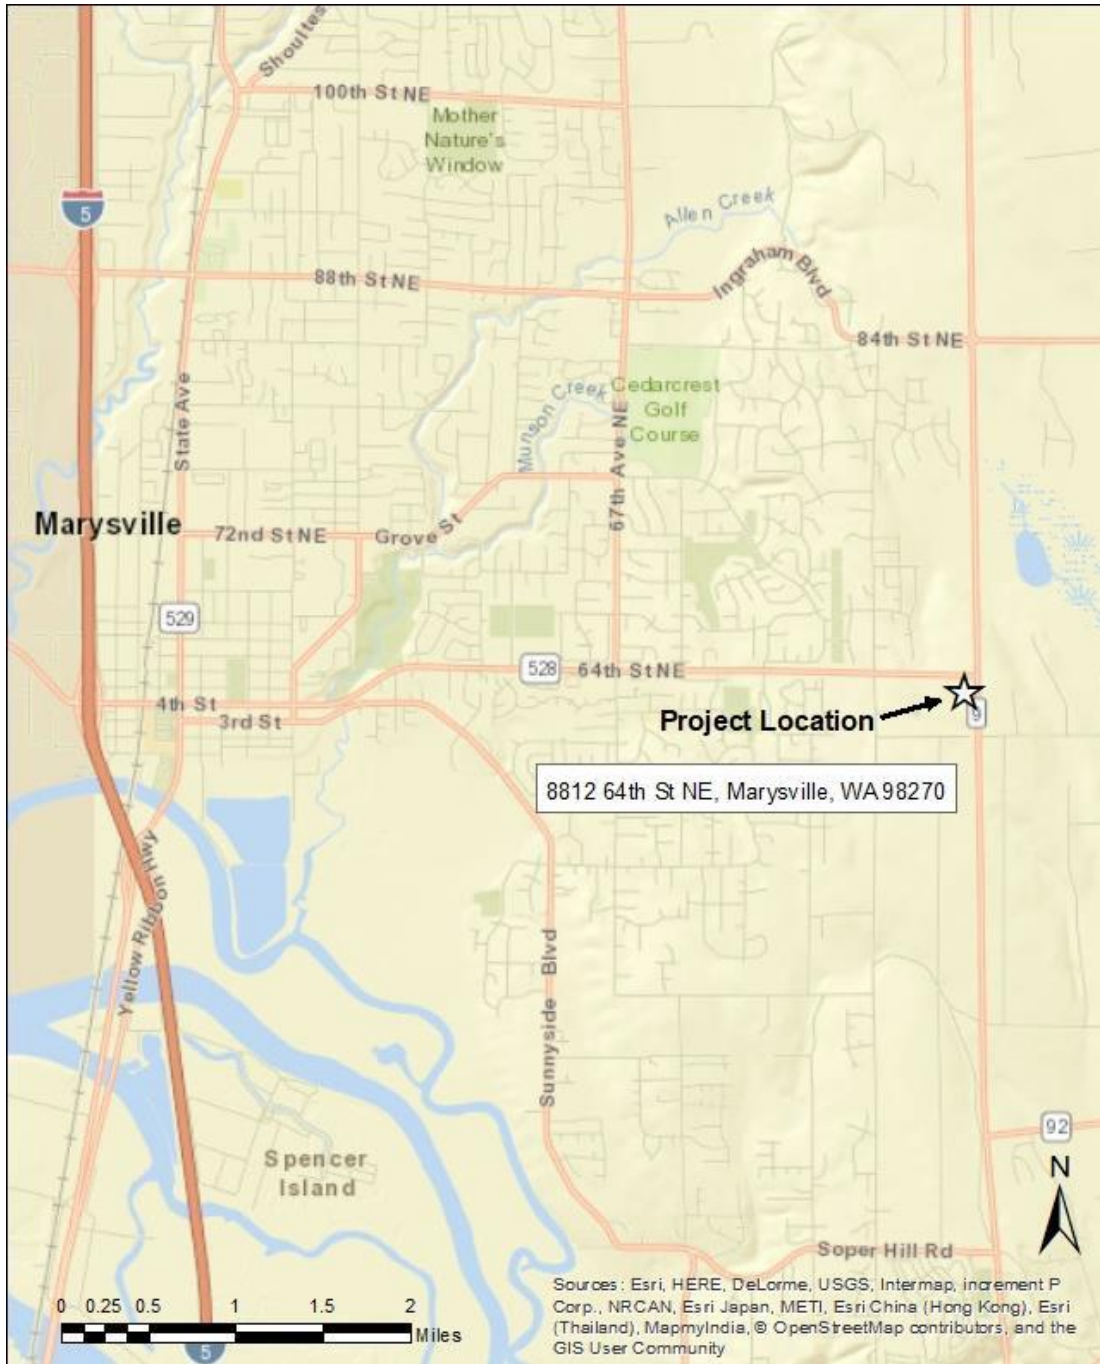 Shoultes
100th St NE
Mother
Nature's
Window
5
Allen Creek
Ingraham Blvd
88th St NE
84th St NE
State Ave
Munson Creek
Cedarcrest
Golf
Course
67th Ave NE
Marysville
72nd St NE
Grove St
529
528
64th St NE
4th St
3rd St
Project Location
9
8812 64th St NE, Marysville, WA 98270
Yellow Ribbon Hwy
Sunnyside Blvd
92
N
Spencer
Island
Soper Hill Rd
0 0.25 0.5 1 1.5 2
Miles
5
Sources: Esri, HERE, DeLorme, USGS, Intermap, increment P
Corp., NRCAN, Esri Japan, METI, Esri China (Hong Kong), Esri
(Thailand), MapmyIndia, © OpenStreetMap contributors, and the
GIS User Community